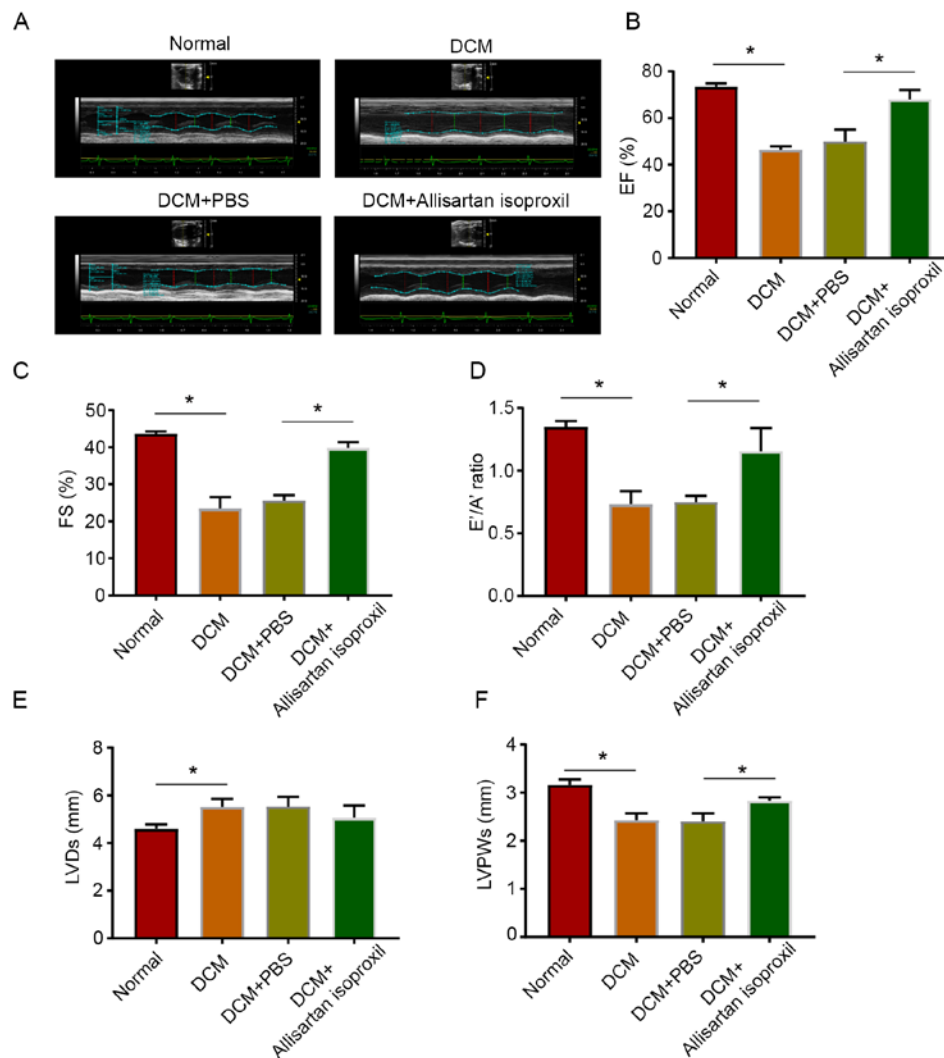 A
Normal
DCM
DCM+PBS
DCM+Allisartan isoproxil
B
EF (%)
80
60
40
20
0
*
*
Normal
DCM
DCM+PBS
DCM+
Allisartan isoproxil
C
FS (%)
50
40
30
20
10
0
*
*
Normal
DCM
DCM+PBS
DCM+
Allisartan isoproxil
D
E'/A' ratio
1.5
1.0
0.5
0.0
*
*
Normal
DCM
DCM+PBS
DCM+
Allisartan isoproxil
E
LVDs (mm)
8
6
4
2
0
*
Normal
DCM
DCM+PBS
DCM+
Allisartan isoproxil
F
LVPWs (mm)
4
3
2
1
0
*
*
Normal
DCM
DCM+PBS
DCM+
Allisartan isoproxil